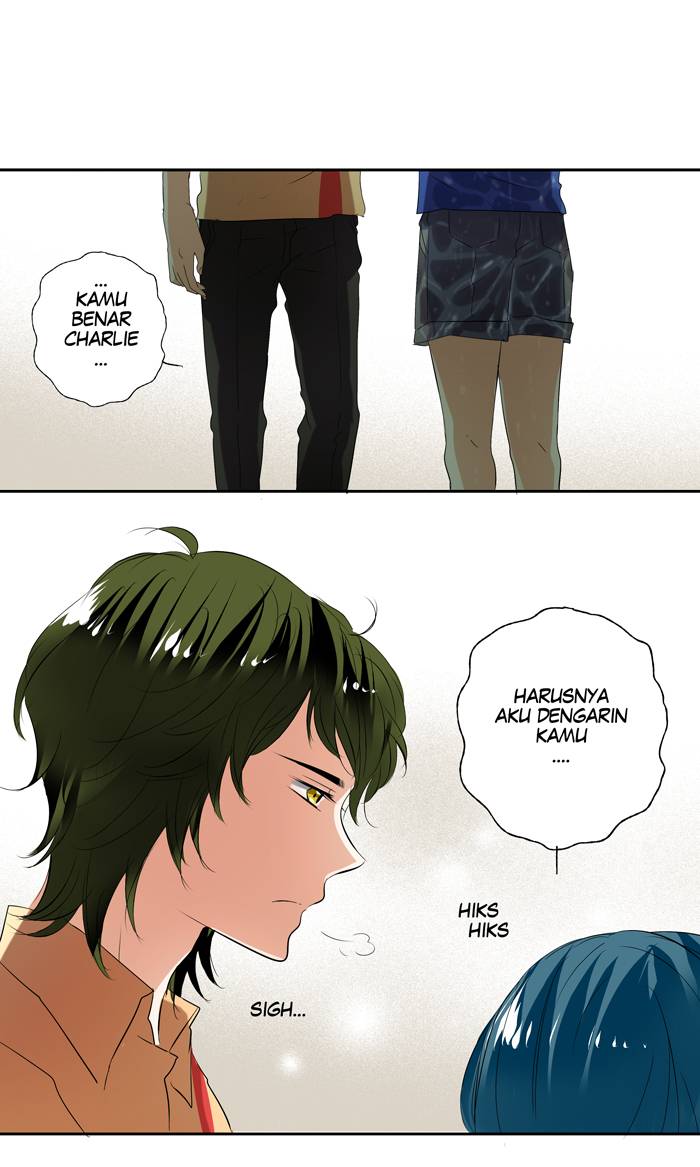 ...
KAMU
BENAR
CHARLIE
...
HARUSNYA
AKU DENGARIN
KAMU
....
HIKS
HIKS
SIGH...